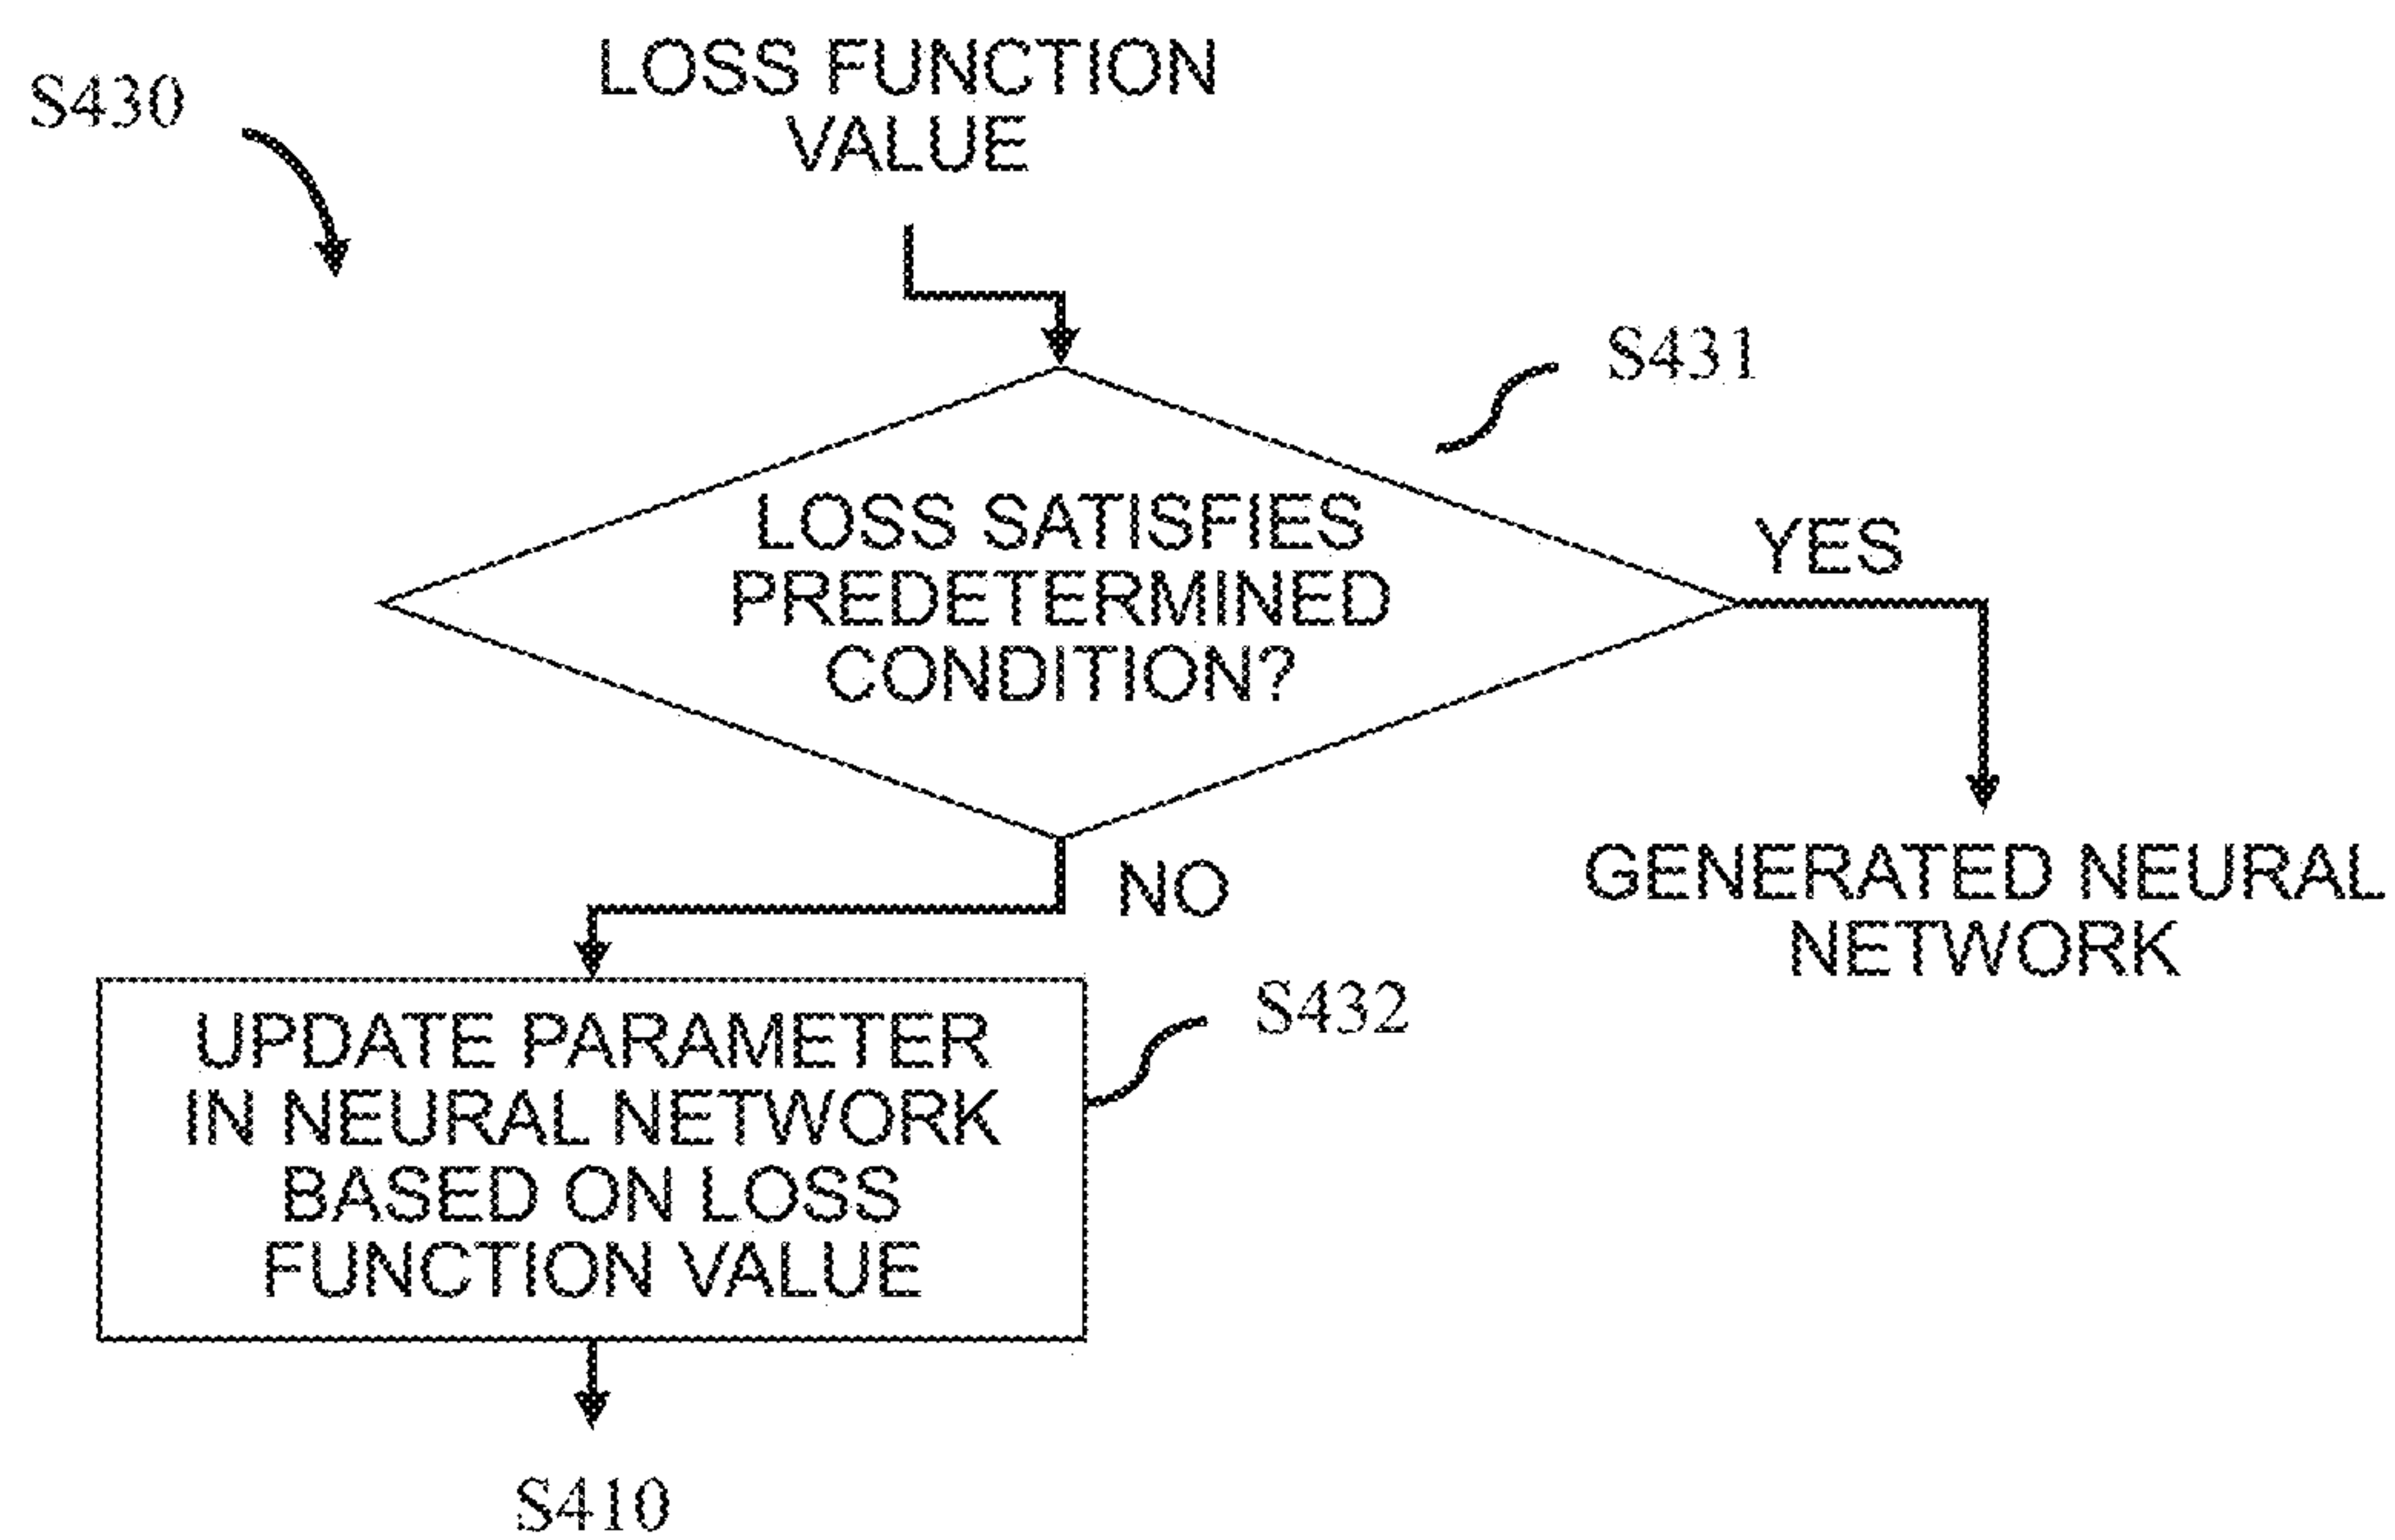 S430
LOSS FUNCTION
VALUE
S431
LOSS SATISFIES
PREDETERMINED
CONDITION?
YES
NO
GENERATED NEURAL
NETWORK
S432
UPDATE PARAMETER
IN NEURAL NETWORK
BASED ON LOSS
FUNCTION VALUE
S410